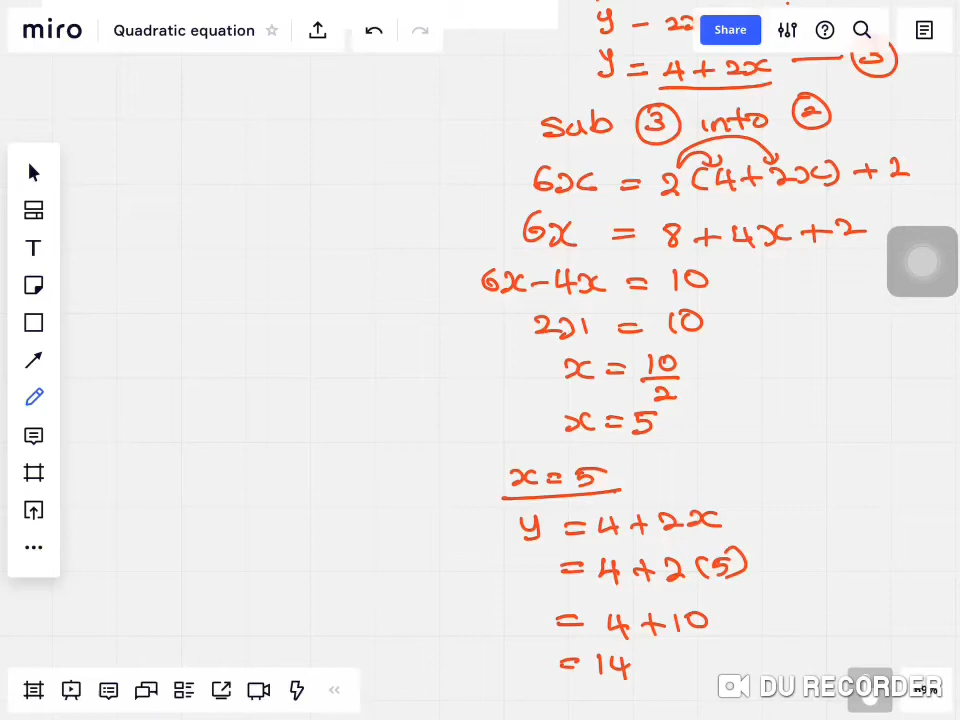 miro Quadratic equation Share
y - 2x
y = 4 + 2x — 3
sub 3 into 2
6x = 2(4+2x) + 2
6x = 8 + 4x + 2
6x - 4x = 10
2x = 10
x = 10/2
x = 5
x = 5
y = 4 + 2x
= 4 + 2(5)
= 4 + 10
= 14
DU RECORDER